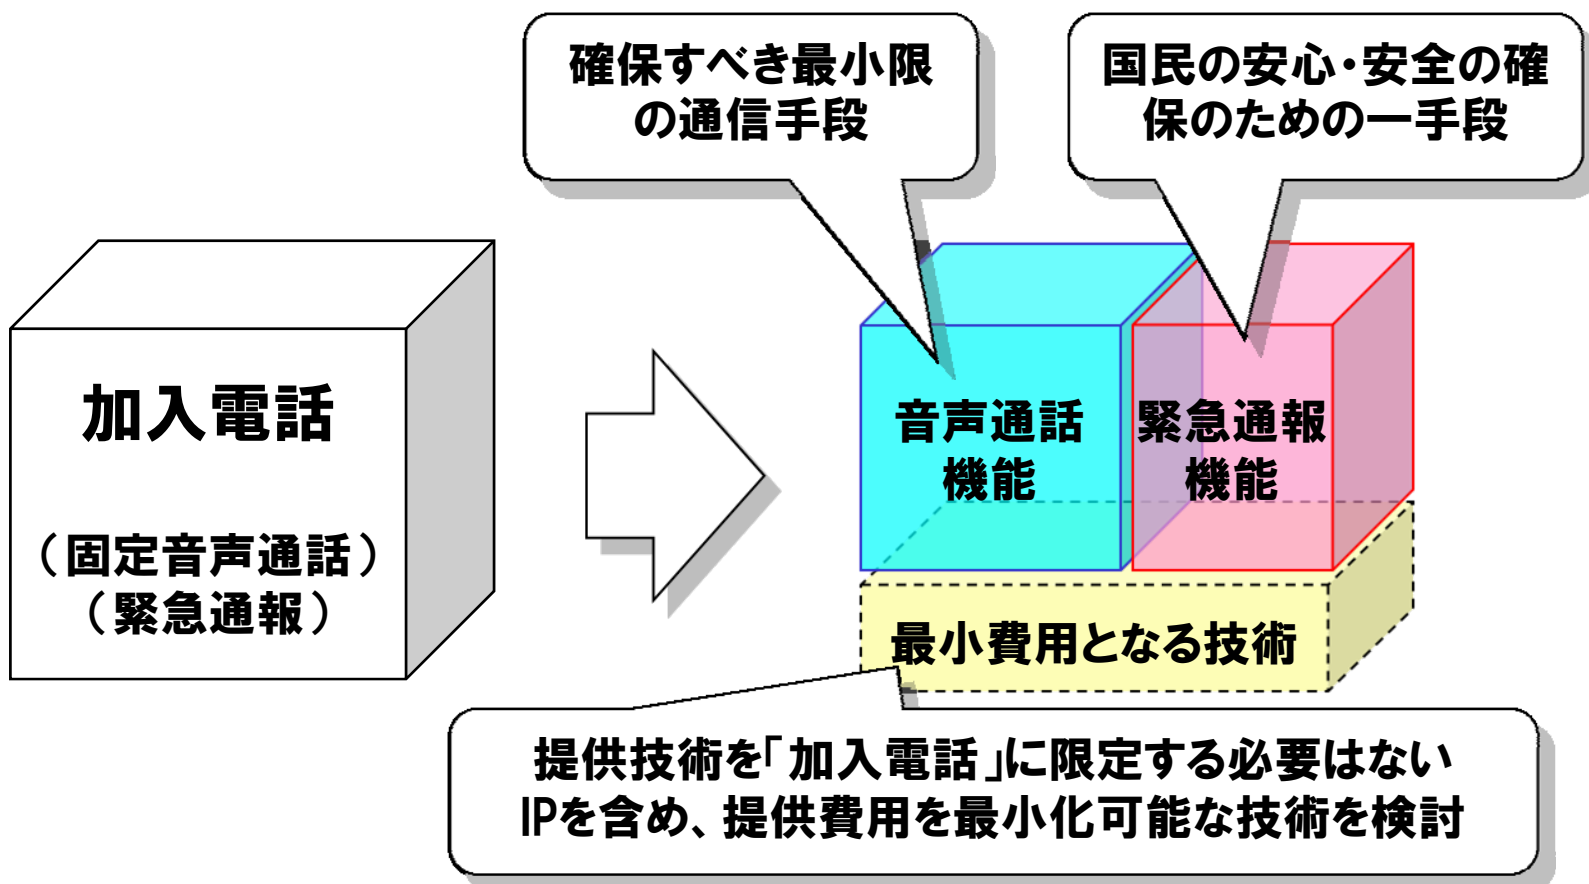 確保すべき最小限
の通信手段
国民の安心・安全の確
保のための一手段
加入電話
（固定音声通話）
（緊急通報）
音声通話
機能
緊急通報
機能
最小費用となる技術
提供技術を「加入電話」に限定する必要はない
IPを含め、提供費用を最小化可能な技術を検討